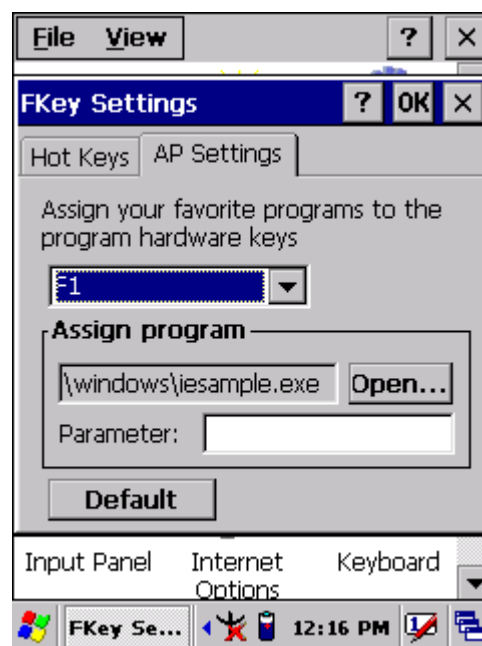 File View ? ×
FKey Settings ? OK ×
Hot Keys AP Settings
Assign your favorite programs to the
program hardware keys
F1
Assign program
\windows\iesample.exe Open...
Parameter:
Default
Input Panel Internet Keyboard
Options
FKey Se... 12:16 PM